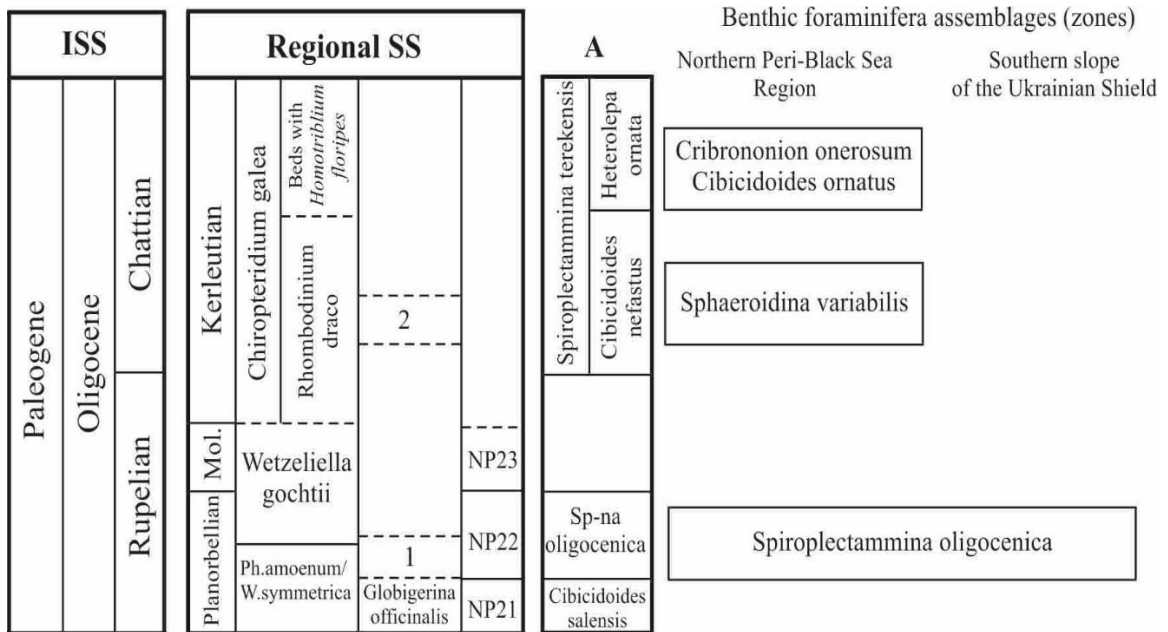 ISS
Regional SS
A
Benthic foraminifera assemblages (zones)
Northern Peri-Black Sea
Region
Southern slope
of the Ukrainian Shield
Paleogene
Oligocene
Chattian
Rupelian
Kerleutian
Mol.
Planorbellian
Chiropteridium galea
Beds with
Homotriblium
floripes
Rhombodinium
draco
Wetzeliella
gochtii
Ph.amoenum/
W.symmetrica
2
1
Globigerina
officinalis
NP23
NP22
NP21
Spiroplectammina terekensis
Heterolepa
ornata
Cibicidoides
nefastus
Sp-na
oligocenica
Cibicidoides
salensis
Cribrononion onerosum
Cibicidoides ornatus
Sphaeroidina variabilis
Spiroplectammina oligocenica